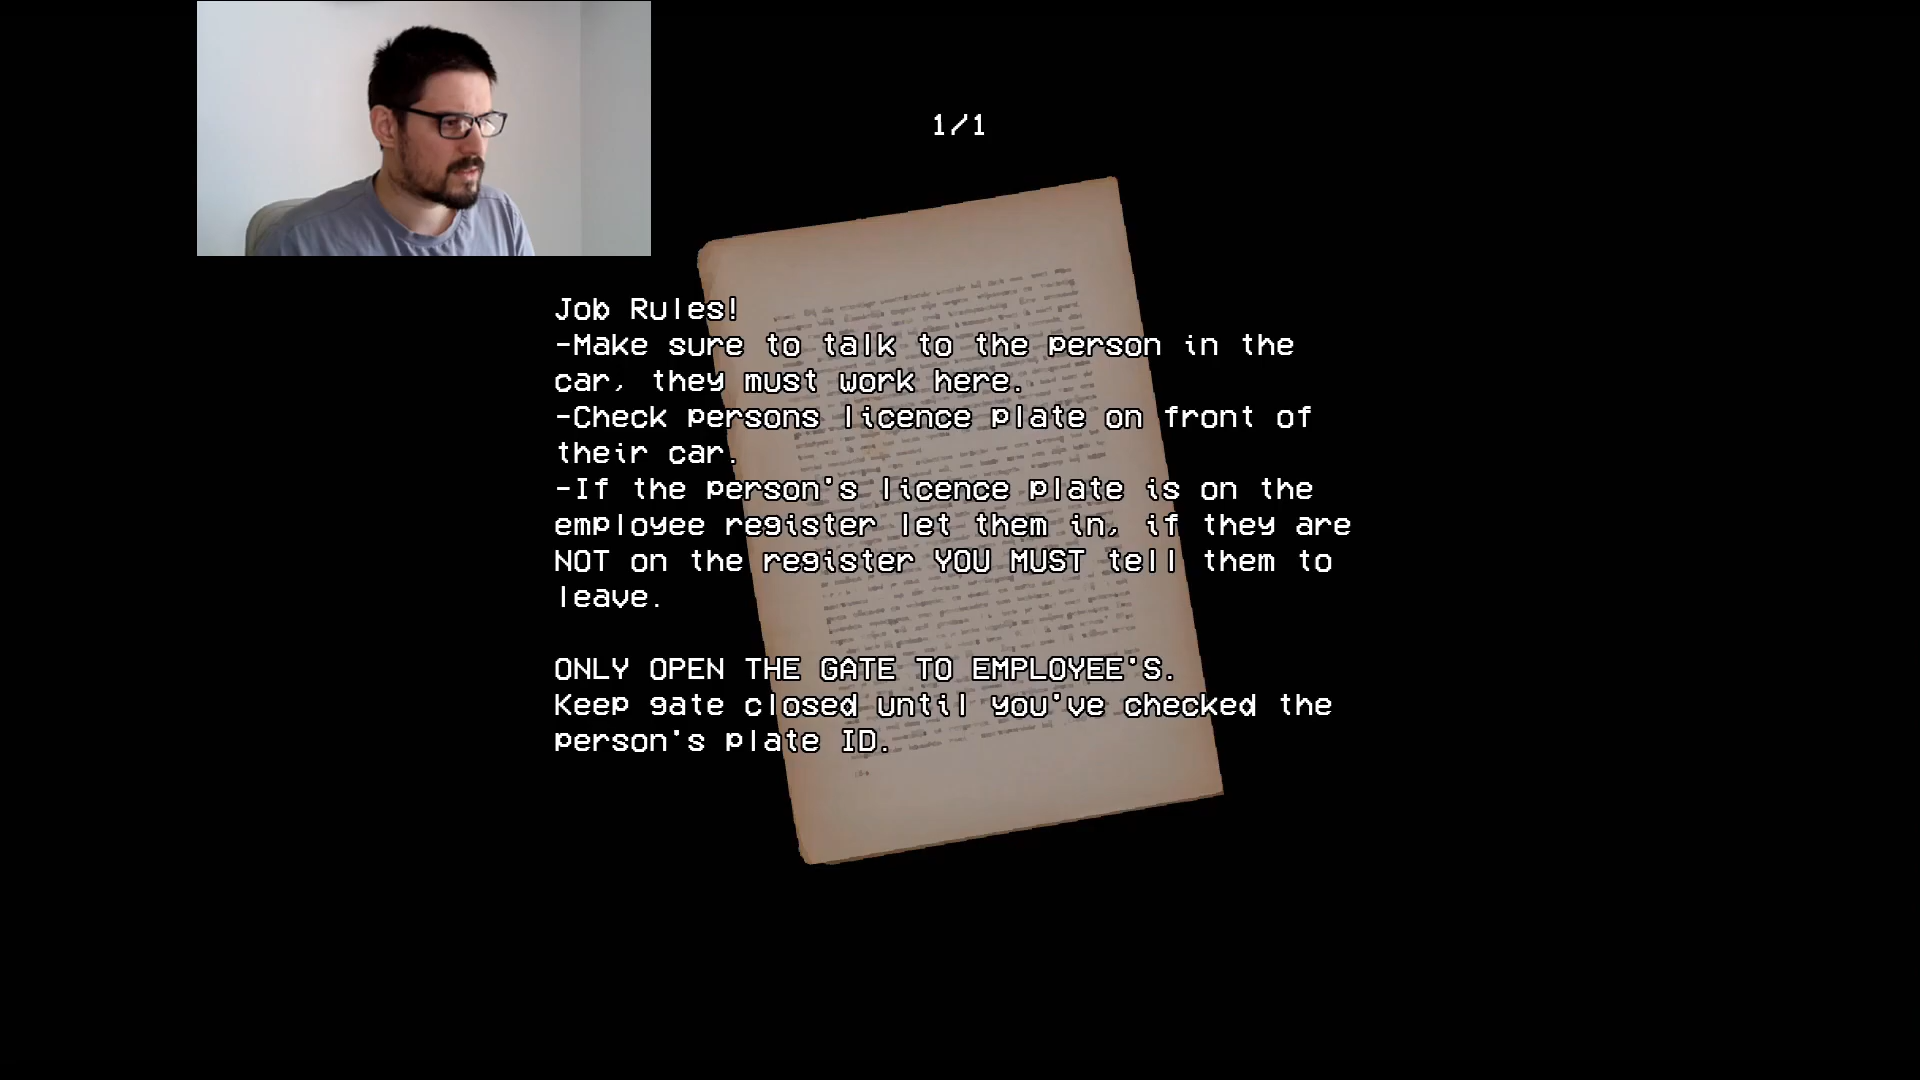 1/1
Job Rules!
-Make sure to talk to the person in the
car, they must work here.
-Check persons licence plate on front of
their car.
-If the person's licence plate is on the
employee register let them in, if they are
NOT on the register YOU MUST tell them to
leave.
ONLY OPEN THE GATE TO EMPLOYEE'S.
Keep gate closed until you've checked the
person's plate ID.